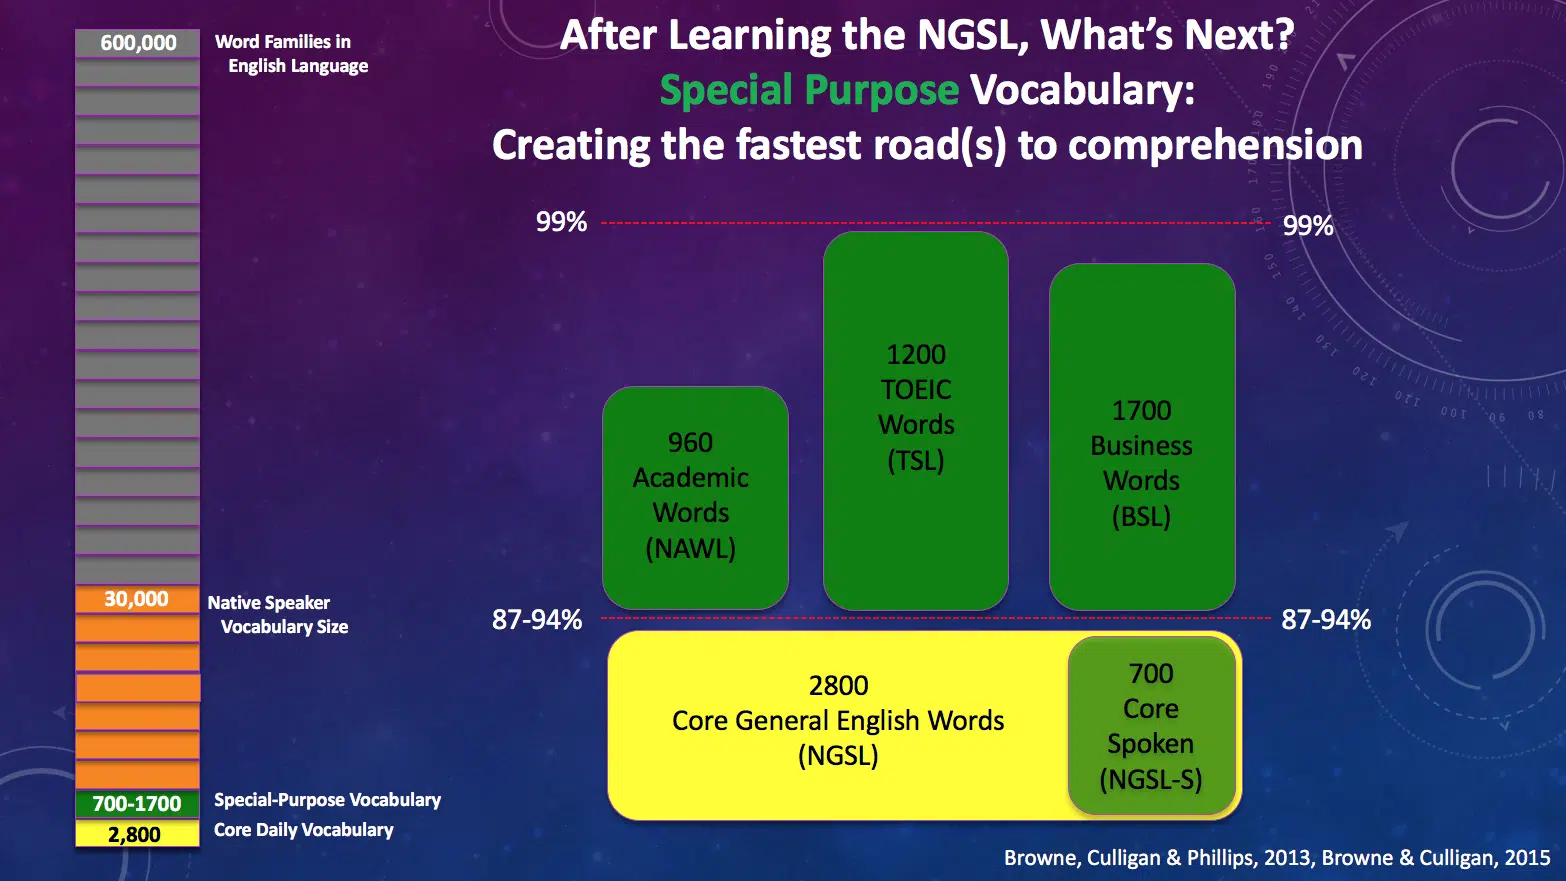 After Learning the NGSL, What's Next?
Special Purpose Vocabulary:
Creating the fastest road(s) to comprehension
600,000
Word Families in
English Language
30,000
Native Speaker
Vocabulary Size
700-1700
Special-Purpose Vocabulary
2,800
Core Daily Vocabulary
99%
99%
960
Academic
Words
(NAWL)
1200
TOEIC
Words
(TSL)
1700
Business
Words
(BSL)
87-94%
87-94%
2800
Core General English Words
(NGSL)
700
Core
Spoken
(NGSL-S)
Browne, Culligan & Phillips, 2013, Browne & Culligan, 2015